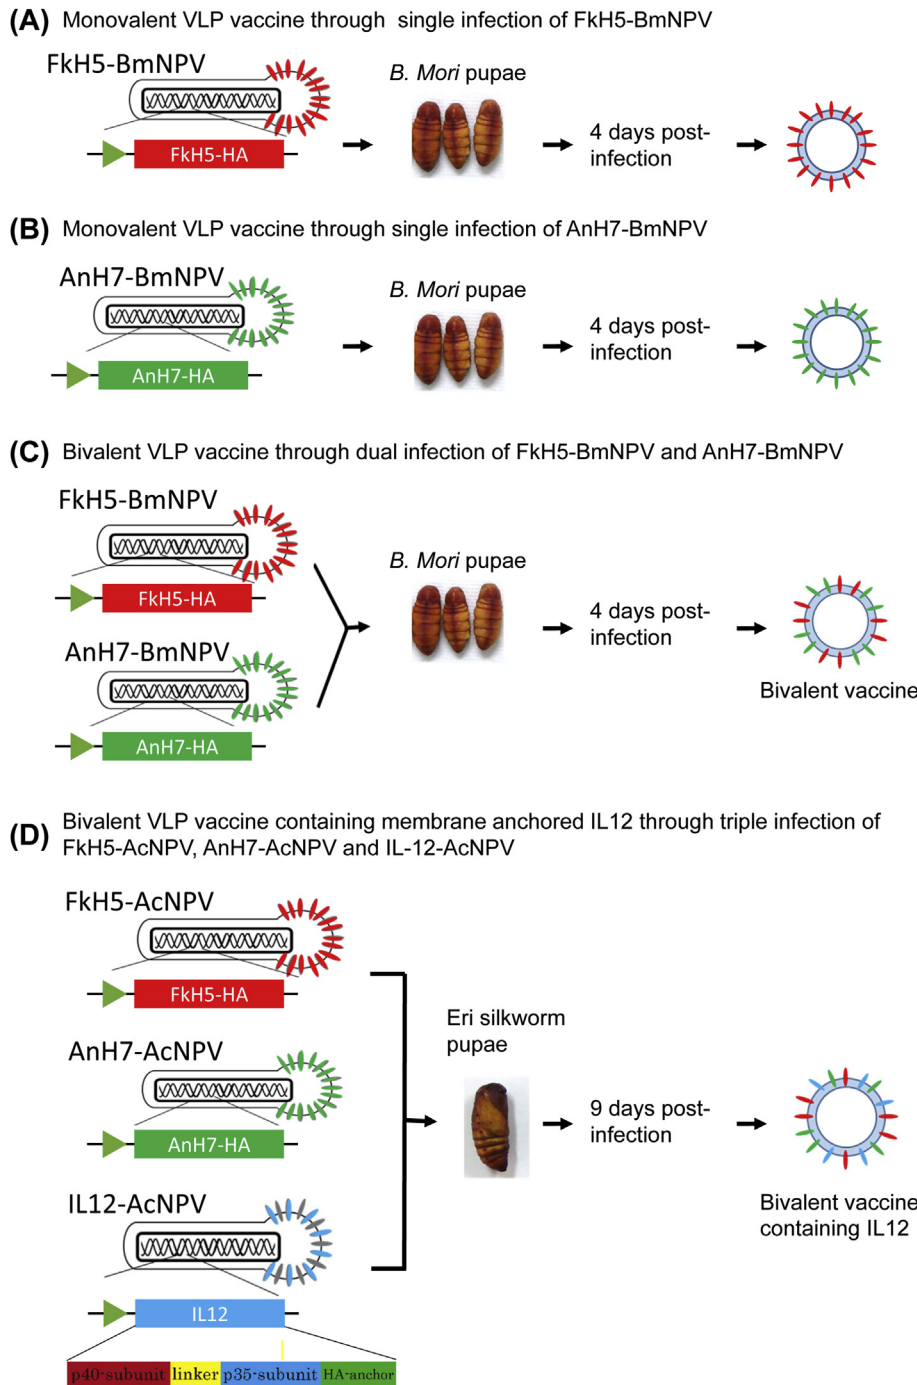 (A) Monovalent VLP vaccine through single infection of FkH5-BmNPV
FkH5-BmNPV
B. Mori pupae
FkH5-HA
4 days post-
infection
(B) Monovalent VLP vaccine through single infection of AnH7-BmNPV
AnH7-BmNPV
B. Mori pupae
AnH7-HA
4 days post-
infection
(C) Bivalent VLP vaccine through dual infection of FkH5-BmNPV and AnH7-BmNPV
FkH5-BmNPV
FkH5-HA
AnH7-BmNPV
AnH7-HA
B. Mori pupae
4 days post-
infection
Bivalent vaccine
(D) Bivalent VLP vaccine containing membrane anchored IL12 through triple infection of
FkH5-AcNPV, AnH7-AcNPV and IL-12-AcNPV
FkH5-AcNPV
FkH5-HA
AnH7-AcNPV
AnH7-HA
IL12-AcNPV
IL12
p40-subunit linker p35-subunit HA-anchor
Eri silkworm
pupae
9 days post-
infection
Bivalent vaccine
containing IL12